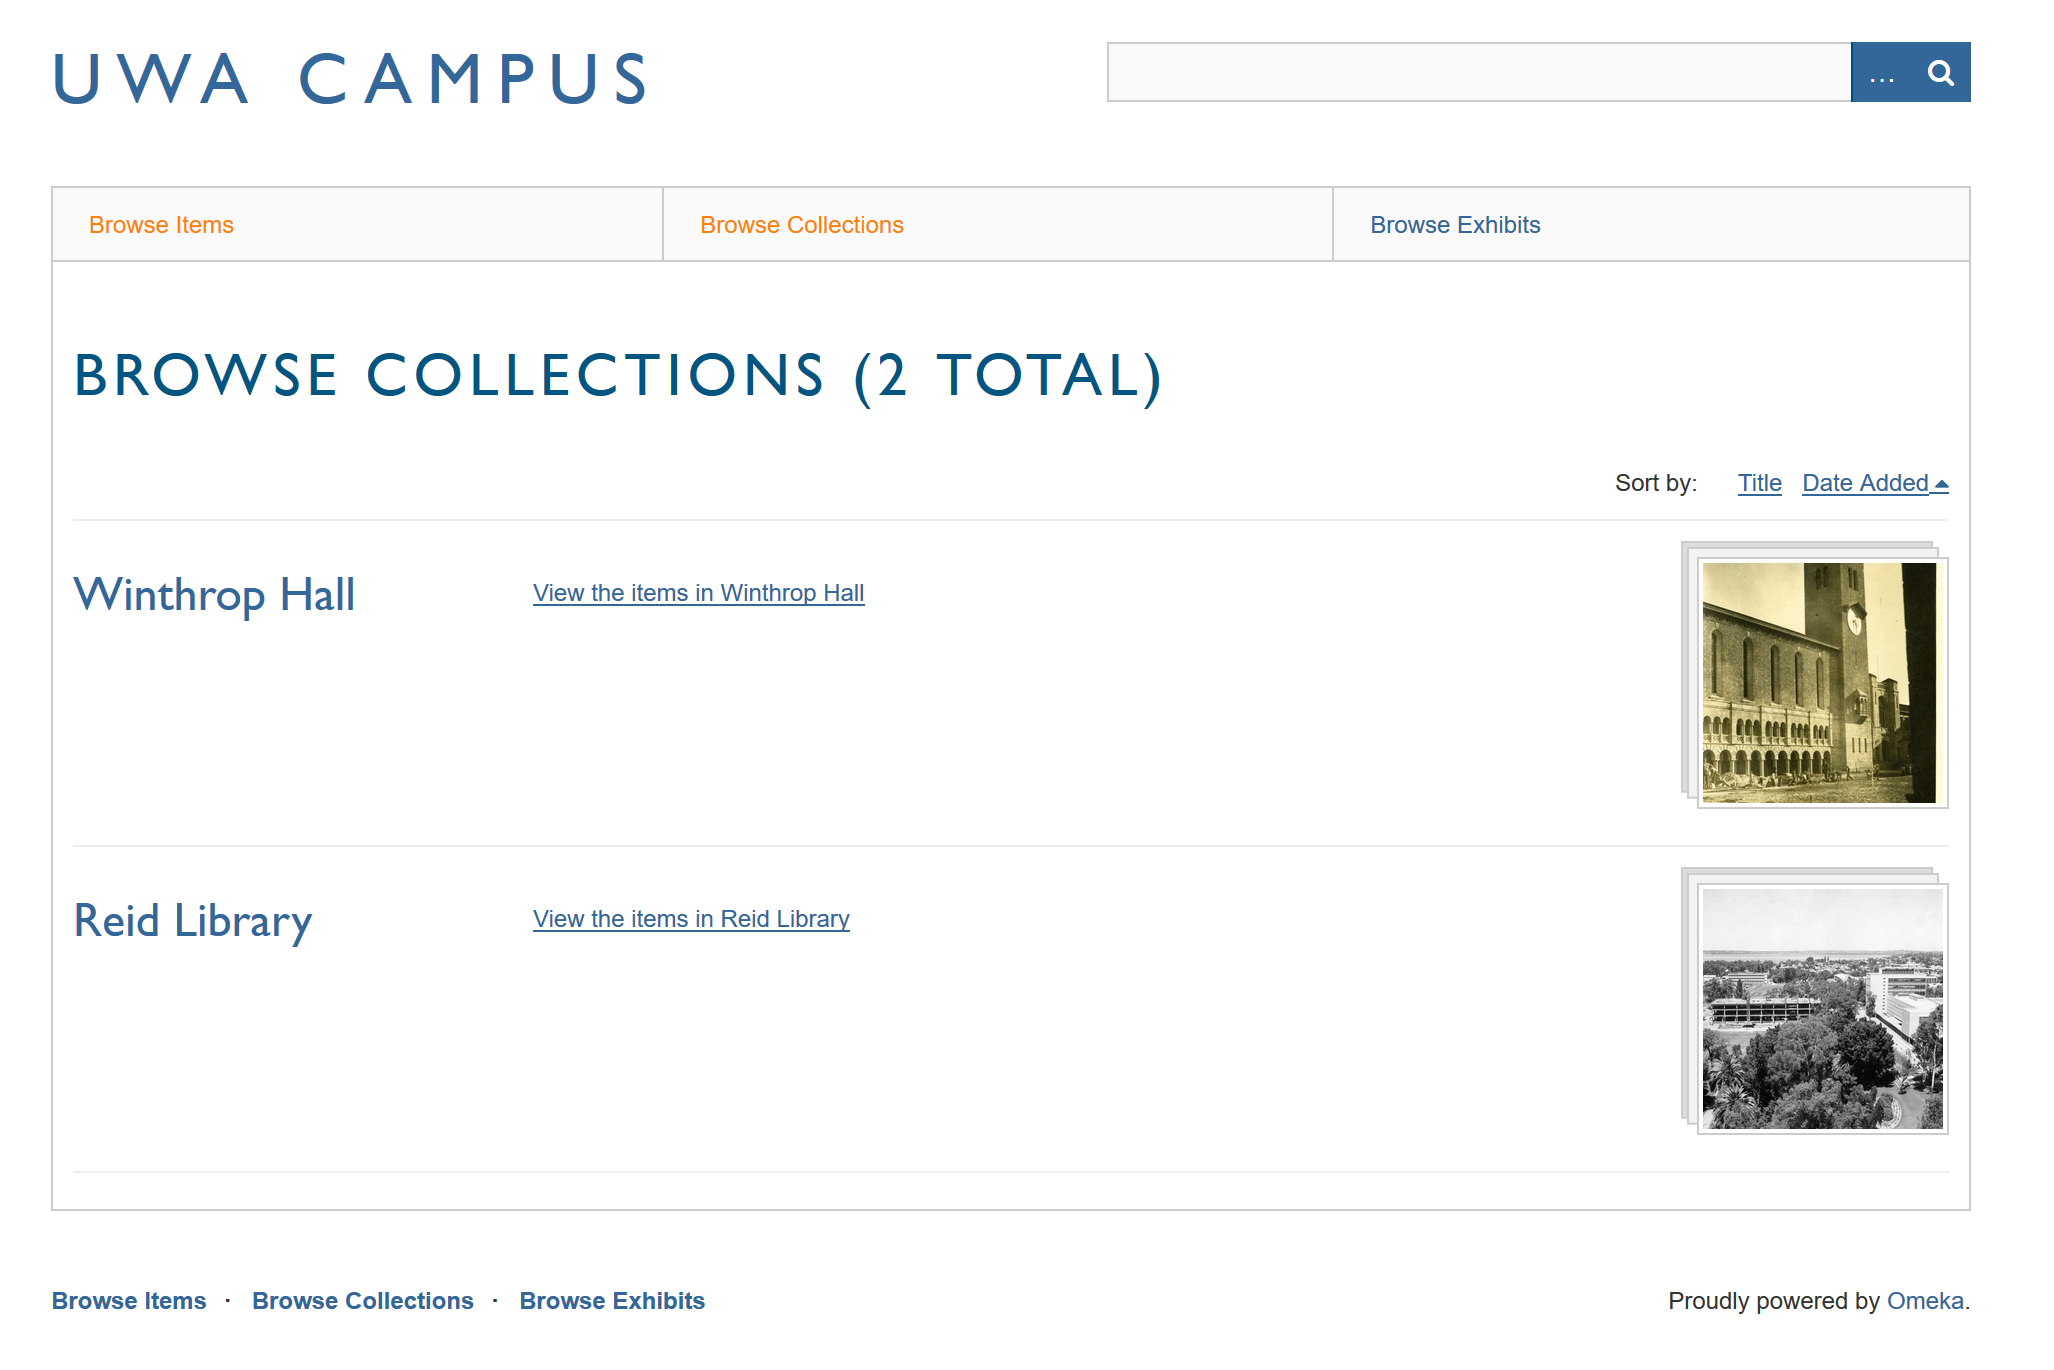 UWA CAMPUS
...
Browse Items
Browse Collections
Browse Exhibits
BROWSE COLLECTIONS (2 TOTAL)
Sort by: Title Date Added
Winthrop Hall
View the items in Winthrop Hall
Reid Library
View the items in Reid Library
Browse Items · Browse Collections · Browse Exhibits
Proudly powered by Omeka.